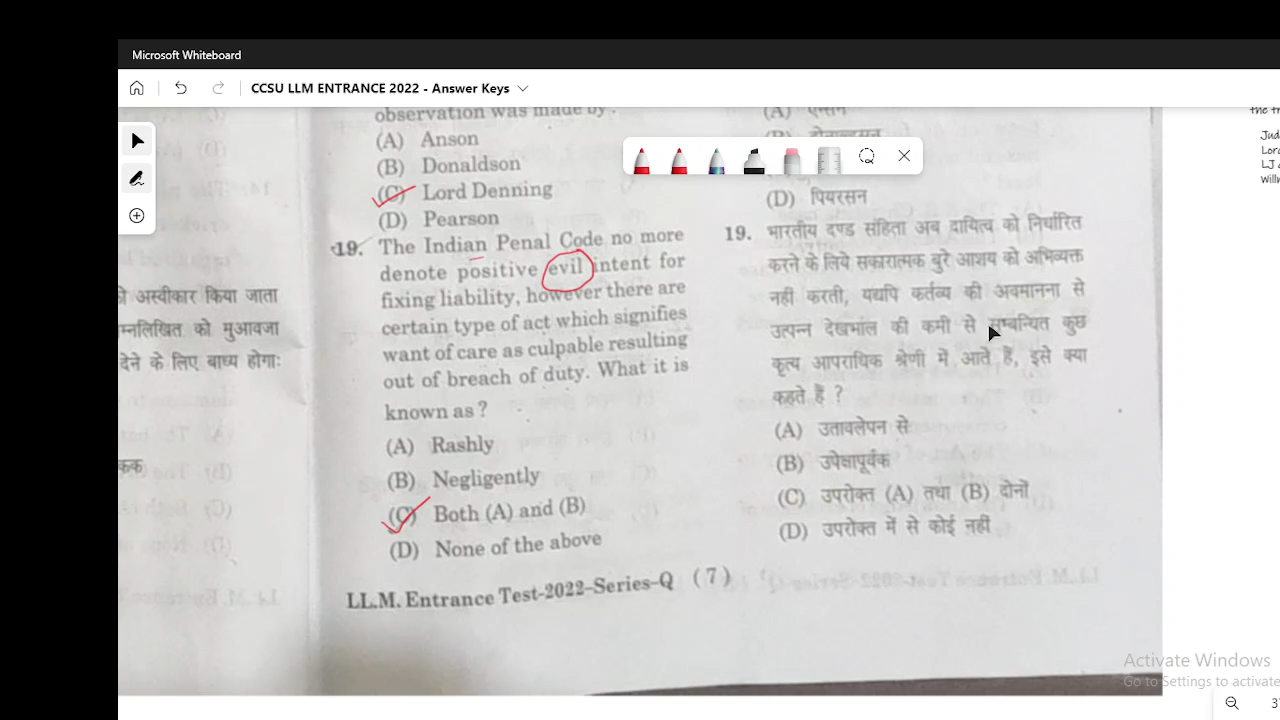 Microsoft Whiteboard
CCSU LLM ENTRANCE 2022 - Answer Keys
observation was made by :
(A) Anson
(B) Donaldson
(C) Lord Denning
(D) Pearson
19. The Indian Penal Code no more
denote positive evil intent for
fixing liability, however there are
certain type of act which signifies
want of care as culpable resulting
out of breach of duty. What it is
known as ?
(A) Rashly
(B) Negligently
(C) Both (A) and (B)
(D) None of the above
LL.M. Entrance Test-2022-Series-Q (7)
अस्वीकार किया जाता
म्नलिखित को मुआवजा
देने के लिए बाध्य होगाः
(A) एन्सन
(D) पियरसन
19. भारतीय दण्ड संहिता अब दायित्व को निर्धारित
करने के लिये सकारात्मक बुरे आशय को अभिव्यक्त
नहीं करती, यद्यपि कर्तव्य की अवमानना से
उत्पन्न देखभाल की कमी से सम्बन्धित कुछ
कृत्य आपराधिक श्रेणी में आते हैं, इसे क्या
कहते हैं ?
(A) उतावलेपन से
(B) उपेक्षापूर्वक
(C) उपरोक्त (A) तथा (B) दोनों
(D) उपरोक्त में से कोई नहीं
Jud
Lor
LJ
Willi
Activate Windows
Go to Settings to activate